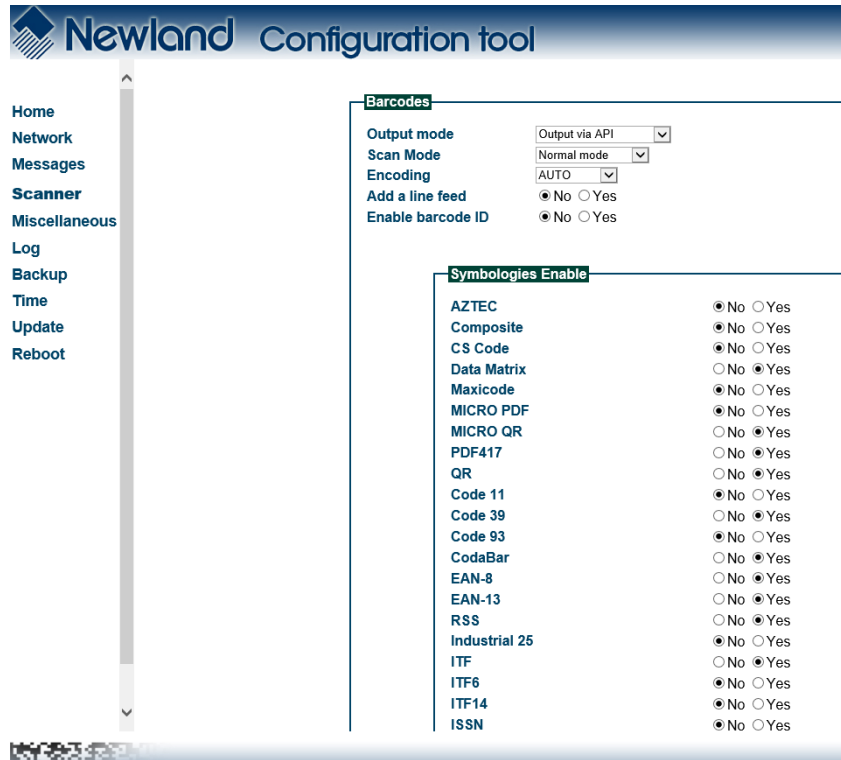 Newland Configuration tool
Home
Network
Messages
Scanner
Miscellaneous
Log
Backup
Time
Update
Reboot
Barcodes
Output mode Output via API
Scan Mode Normal mode
Encoding AUTO
Add a line feed No Yes
Enable barcode ID No Yes
Symbologies Enable
AZTEC No Yes
Composite No Yes
CS Code No Yes
Data Matrix No Yes
Maxicode No Yes
MICRO PDF No Yes
MICRO QR No Yes
PDF417 No Yes
QR No Yes
Code 11 No Yes
Code 39 No Yes
Code 93 No Yes
CodaBar No Yes
EAN-8 No Yes
EAN-13 No Yes
RSS No Yes
Industrial 25 No Yes
ITF No Yes
ITF6 No Yes
ITF14 No Yes
ISSN No Yes